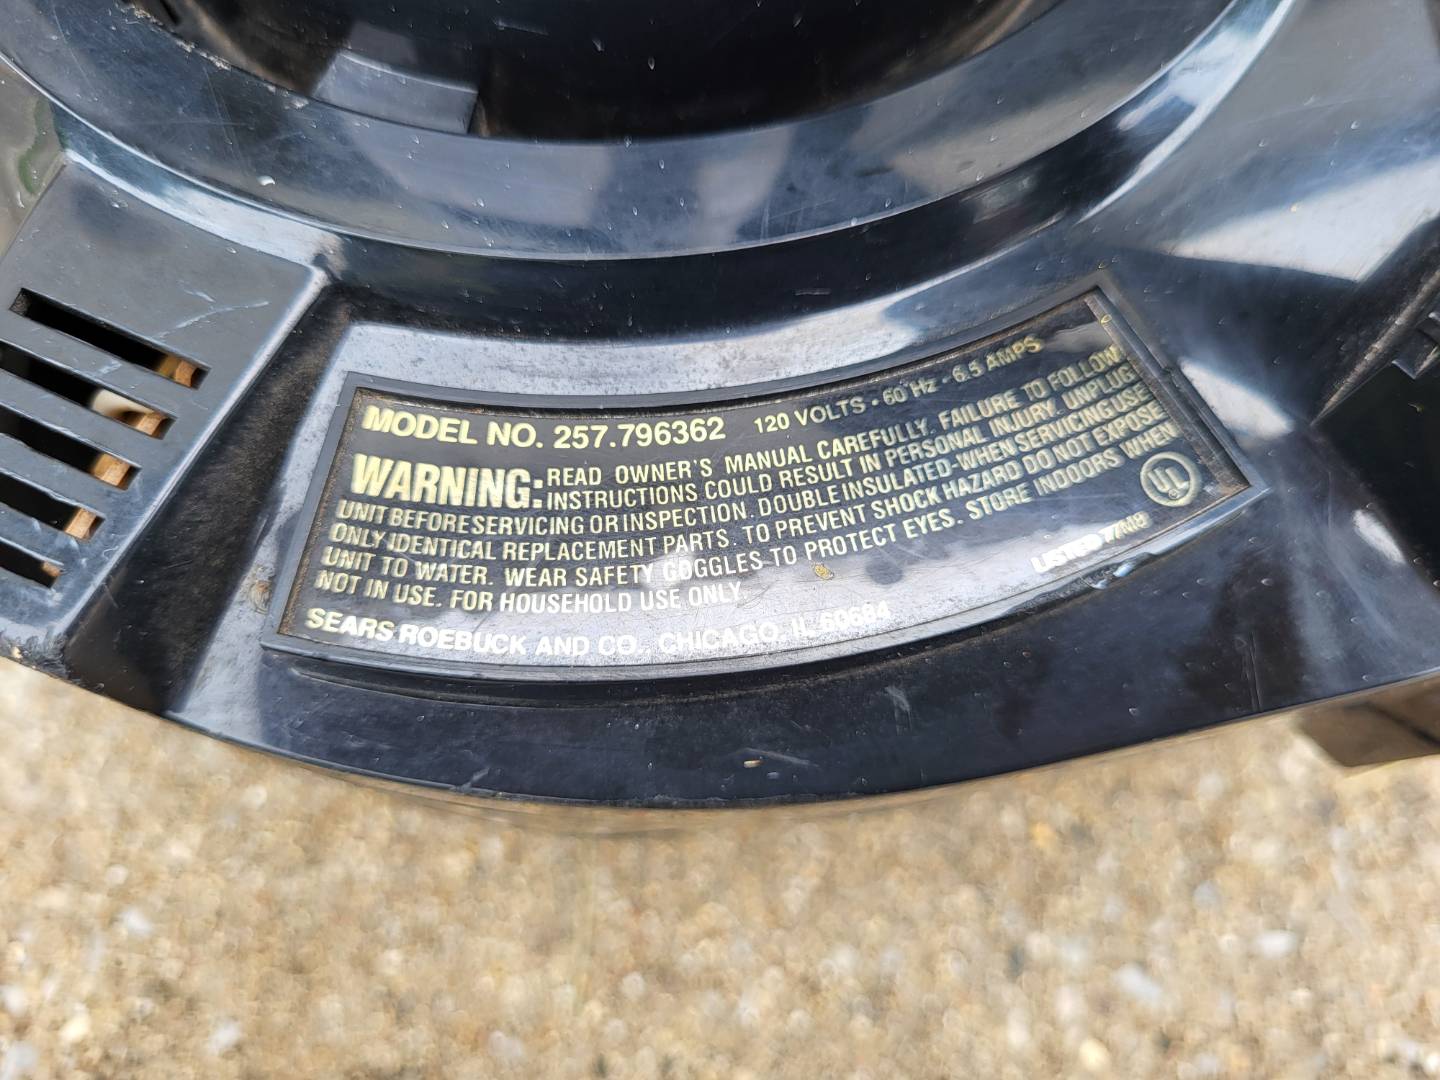 MODEL NO. 257.796362 120 VOLTS · 60 Hz · 6.5 AMPS
WARNING: READ OWNER'S MANUAL CAREFULLY. FAILURE TO FOLLOW
INSTRUCTIONS COULD RESULT IN PERSONAL INJURY. UNPLUG
UNIT BEFORE SERVICING OR INSPECTION. DOUBLE INSULATED-WHEN SERVICING USE
ONLY IDENTICAL REPLACEMENT PARTS. TO PREVENT SHOCK HAZARD DO NOT EXPOSE
UNIT TO WATER. WEAR SAFETY GOGGLES TO PROTECT EYES. STORE INDOORS WHEN
NOT IN USE. FOR HOUSEHOLD USE ONLY.
UL
LISTED 77M8
SEARS ROEBUCK AND CO., CHICAGO, IL 60684